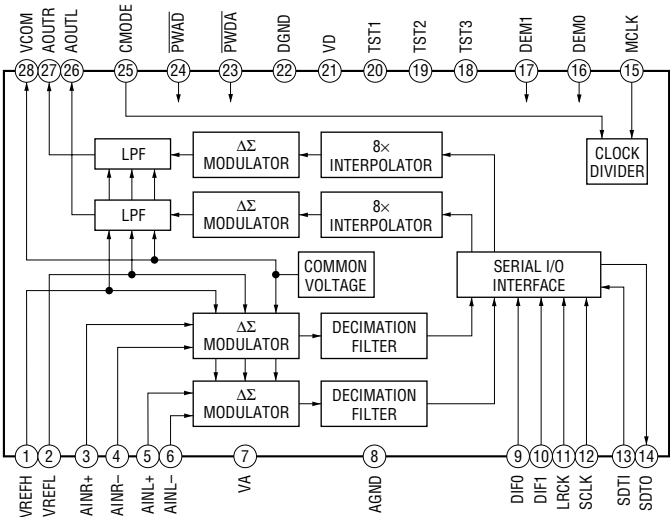 VCOM
AOUTR
AOUTL
CMODE
PWAD
PWDA
DGND
VD
TST1
TST2
TST3
DEM1
DEM0
MCLK
28
27
26
25
24
23
22
21
20
19
18
17
16
15
LPF
ΔΣ
MODULATOR
8×
INTERPOLATOR
CLOCK
DIVIDER
LPF
ΔΣ
MODULATOR
8×
INTERPOLATOR
COMMON
VOLTAGE
SERIAL I/O
INTERFACE
ΔΣ
MODULATOR
DECIMATION
FILTER
ΔΣ
MODULATOR
DECIMATION
FILTER
1
2
3
4
5
6
7
8
9
10
11
12
13
14
VREFH
VREFL
AINR+
AINR−
AINL+
AINL−
VA
AGND
DIF0
DIF1
LRCK
SCLK
SDTI
SDTO